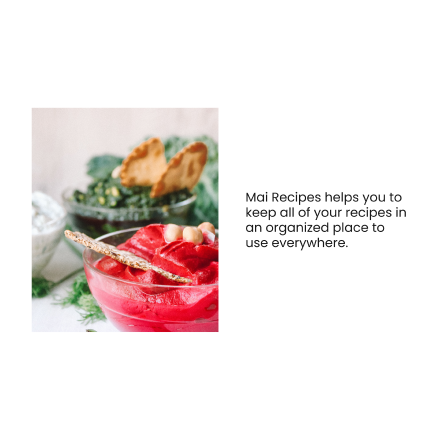 Mai Recipes helps you to
keep all of your recipes in
an organized place to
use everywhere.